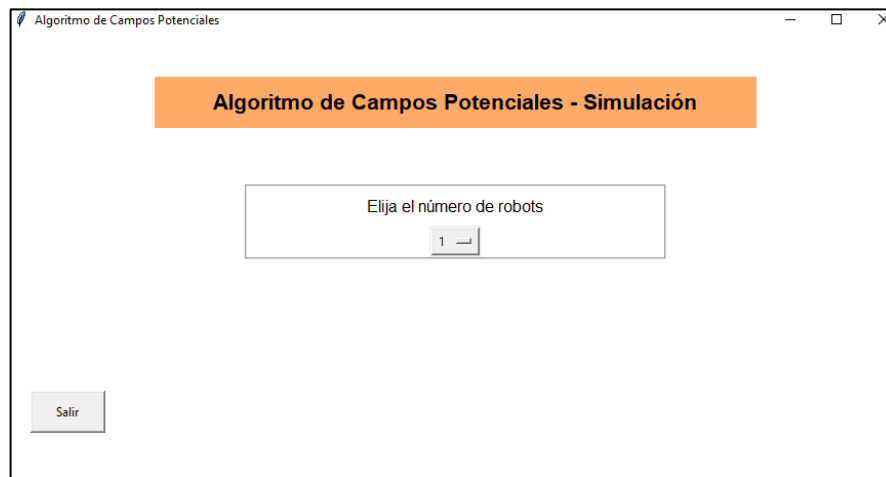 Algoritmo de Campos Potenciales
Algoritmo de Campos Potenciales - Simulación
Elija el número de robots
1
Salir